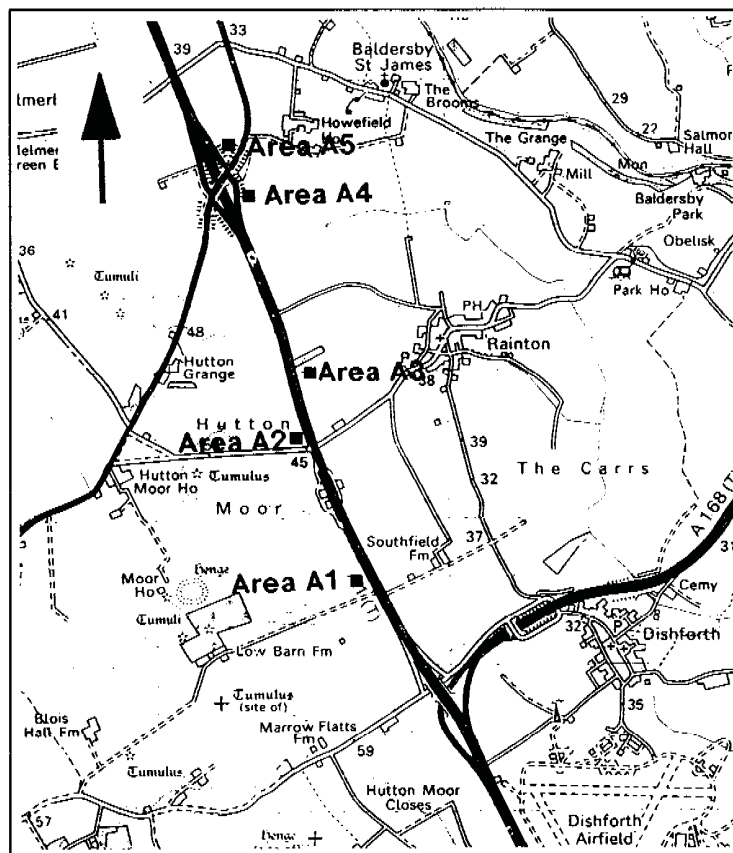 33
39
Baldersby
St James
The
Brooms
29
Howefield
Ho
22
Salmon
Hall
The Grange
Mon
Mill
Baldersby
Park
Area A5
Area A4
Obelisk
Park Ho
36
Tumuli
41
48
Hutton
Grange
PH
Rainton
Area A3
38
Hutton
Area A2
45
39
32
The Carrs
Hutton
Moor Ho
Tumulus
Moor
A 168 (T)
37
31
Southfield
Fm
Henge
Area A1
Moor
Ho
Cemy
Tumuli
P
32
Dishforth
Low Barn Fm
Tumulus
(site of)
35
Blois
Hall Fm
Marrow Flatts
Fm
59
Tumulus
Hutton Moor
Closes
57
Henge
Dishforth
Airfield